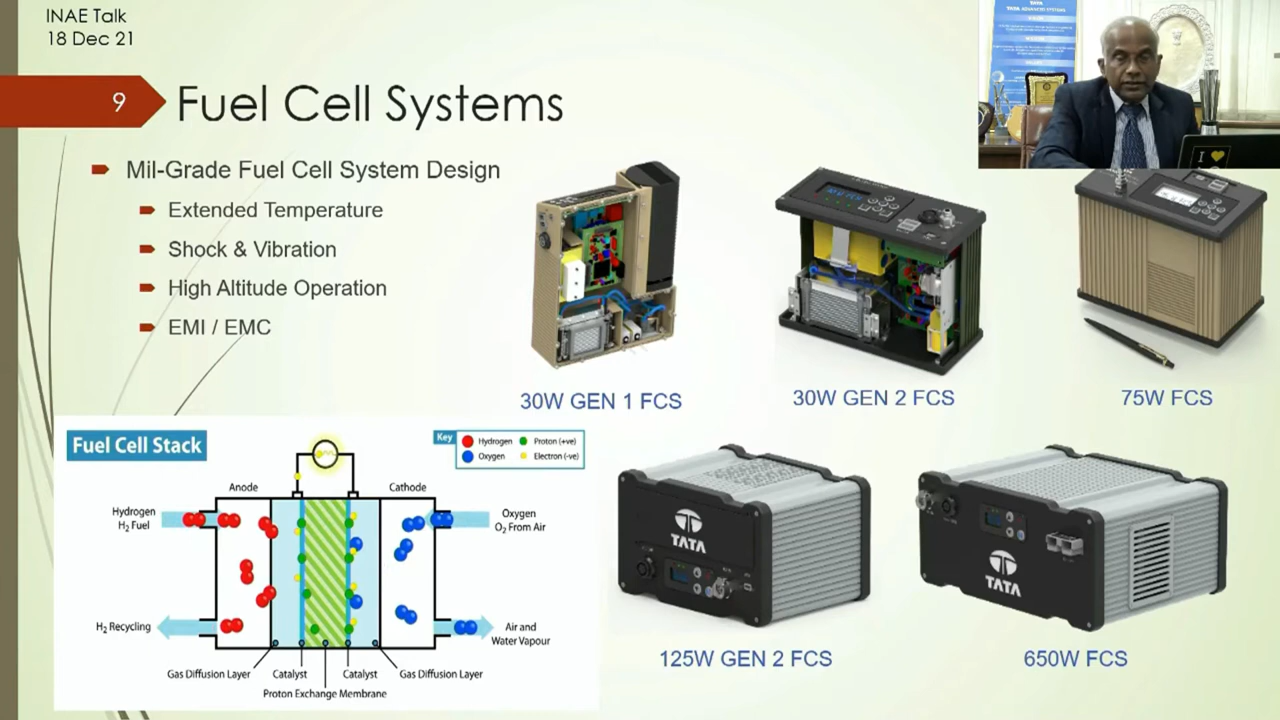 INAE Talk
18 Dec 21
TATA
TATA ADVANCED SYSTEMS
9
Fuel Cell Systems
Mil-Grade Fuel Cell System Design
Extended Temperature
Shock & Vibration
High Altitude Operation
EMI / EMC
I
30W GEN 1 FCS
30W GEN 2 FCS
75W FCS
Fuel Cell Stack
Key
Hydrogen
Proton (+ve)
Oxygen
Electron (-ve)
Anode
Cathode
Hydrogen
H2 Fuel
Oxygen
O2 From Air
H2 Recycling
Air and
Water Vapour
Gas Diffusion Layer
Catalyst
Catalyst
Gas Diffusion Layer
Proton Exchange Membrane
TATA
TATA
125W GEN 2 FCS
650W FCS